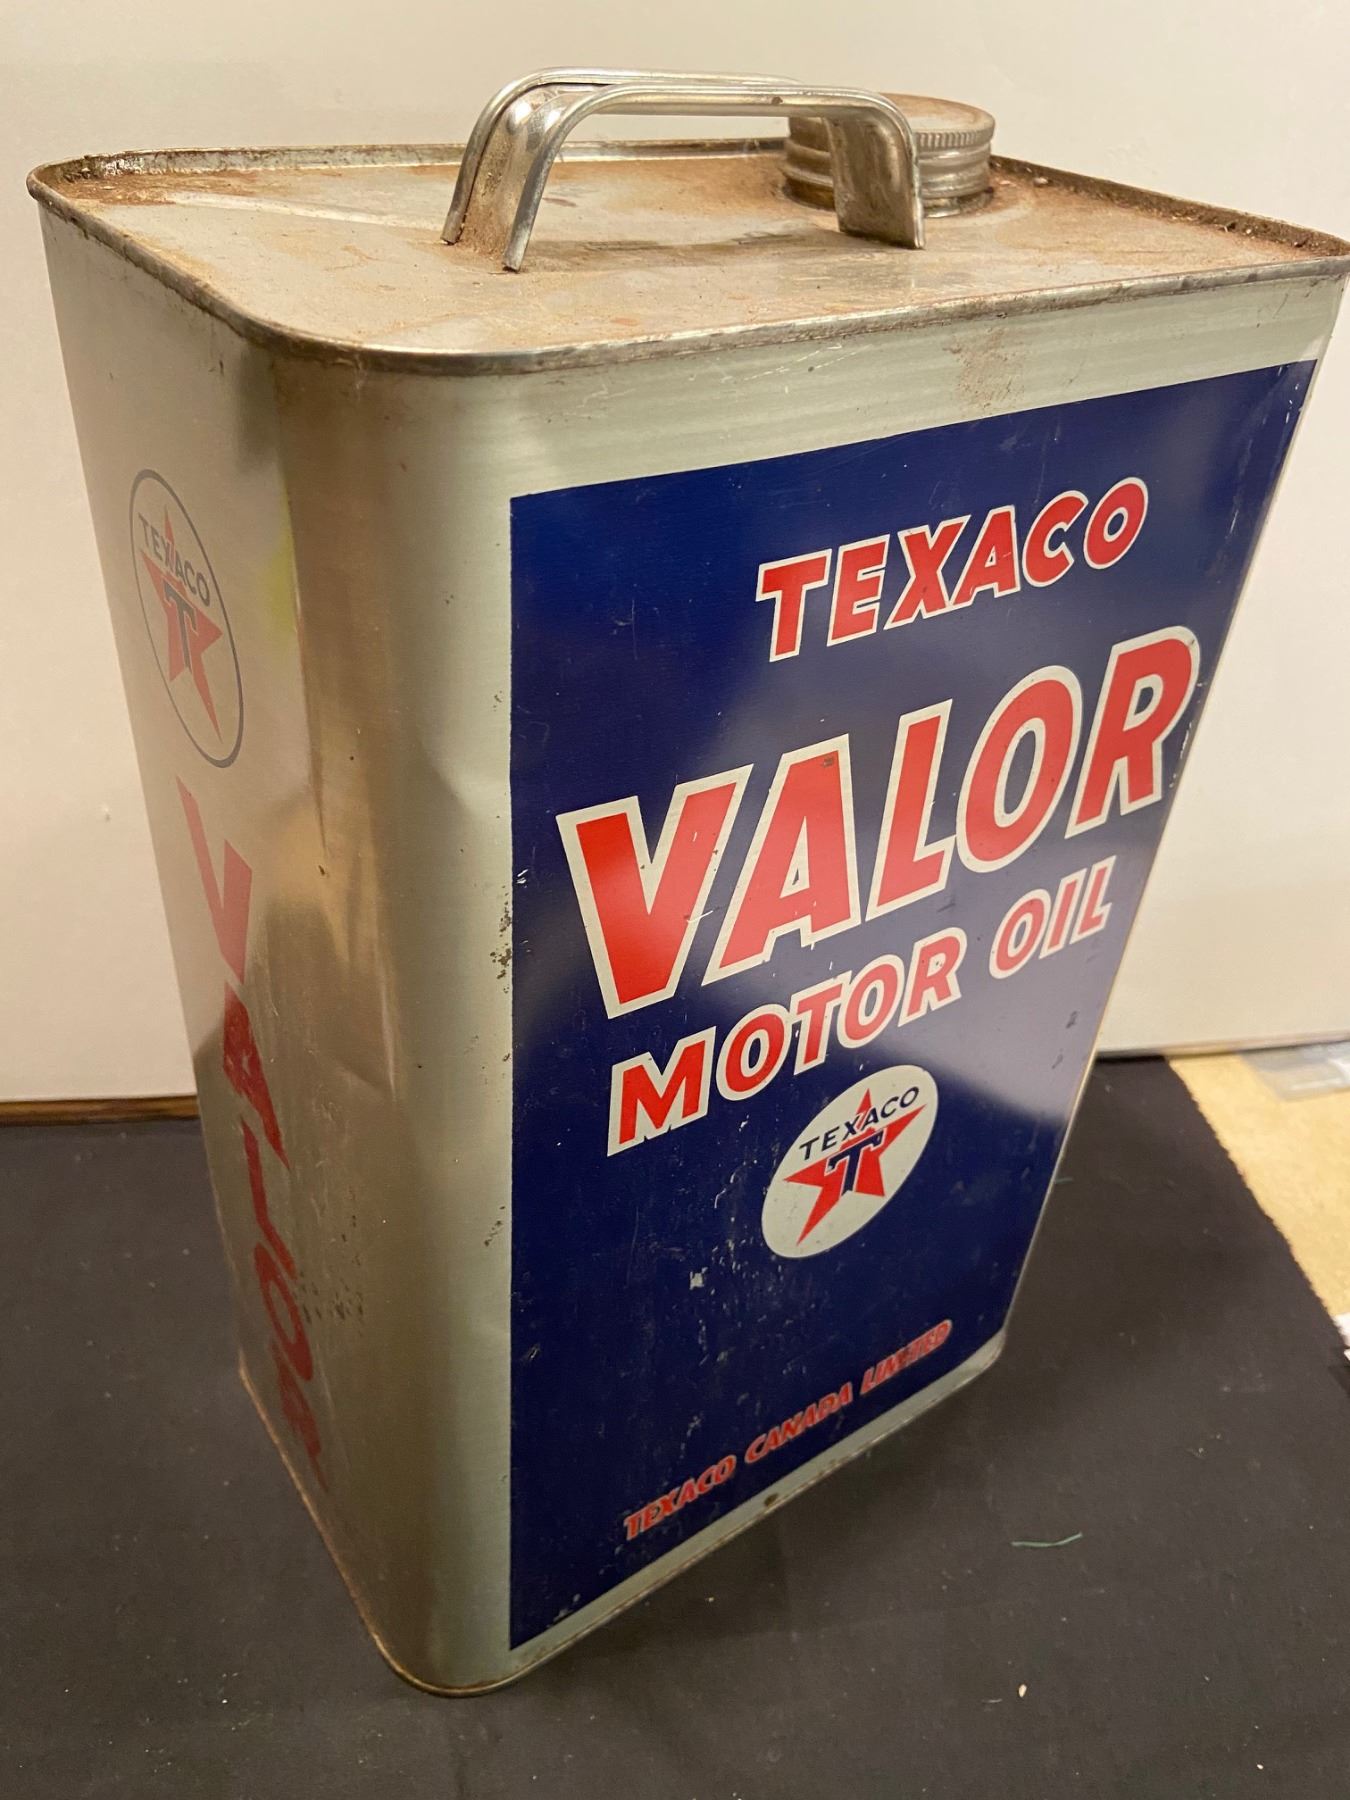 TEXACO
VALOR
MOTOR OIL
TEXACO
T
TEXACO CANADA LIMITED
TEXACO
T
VALOR